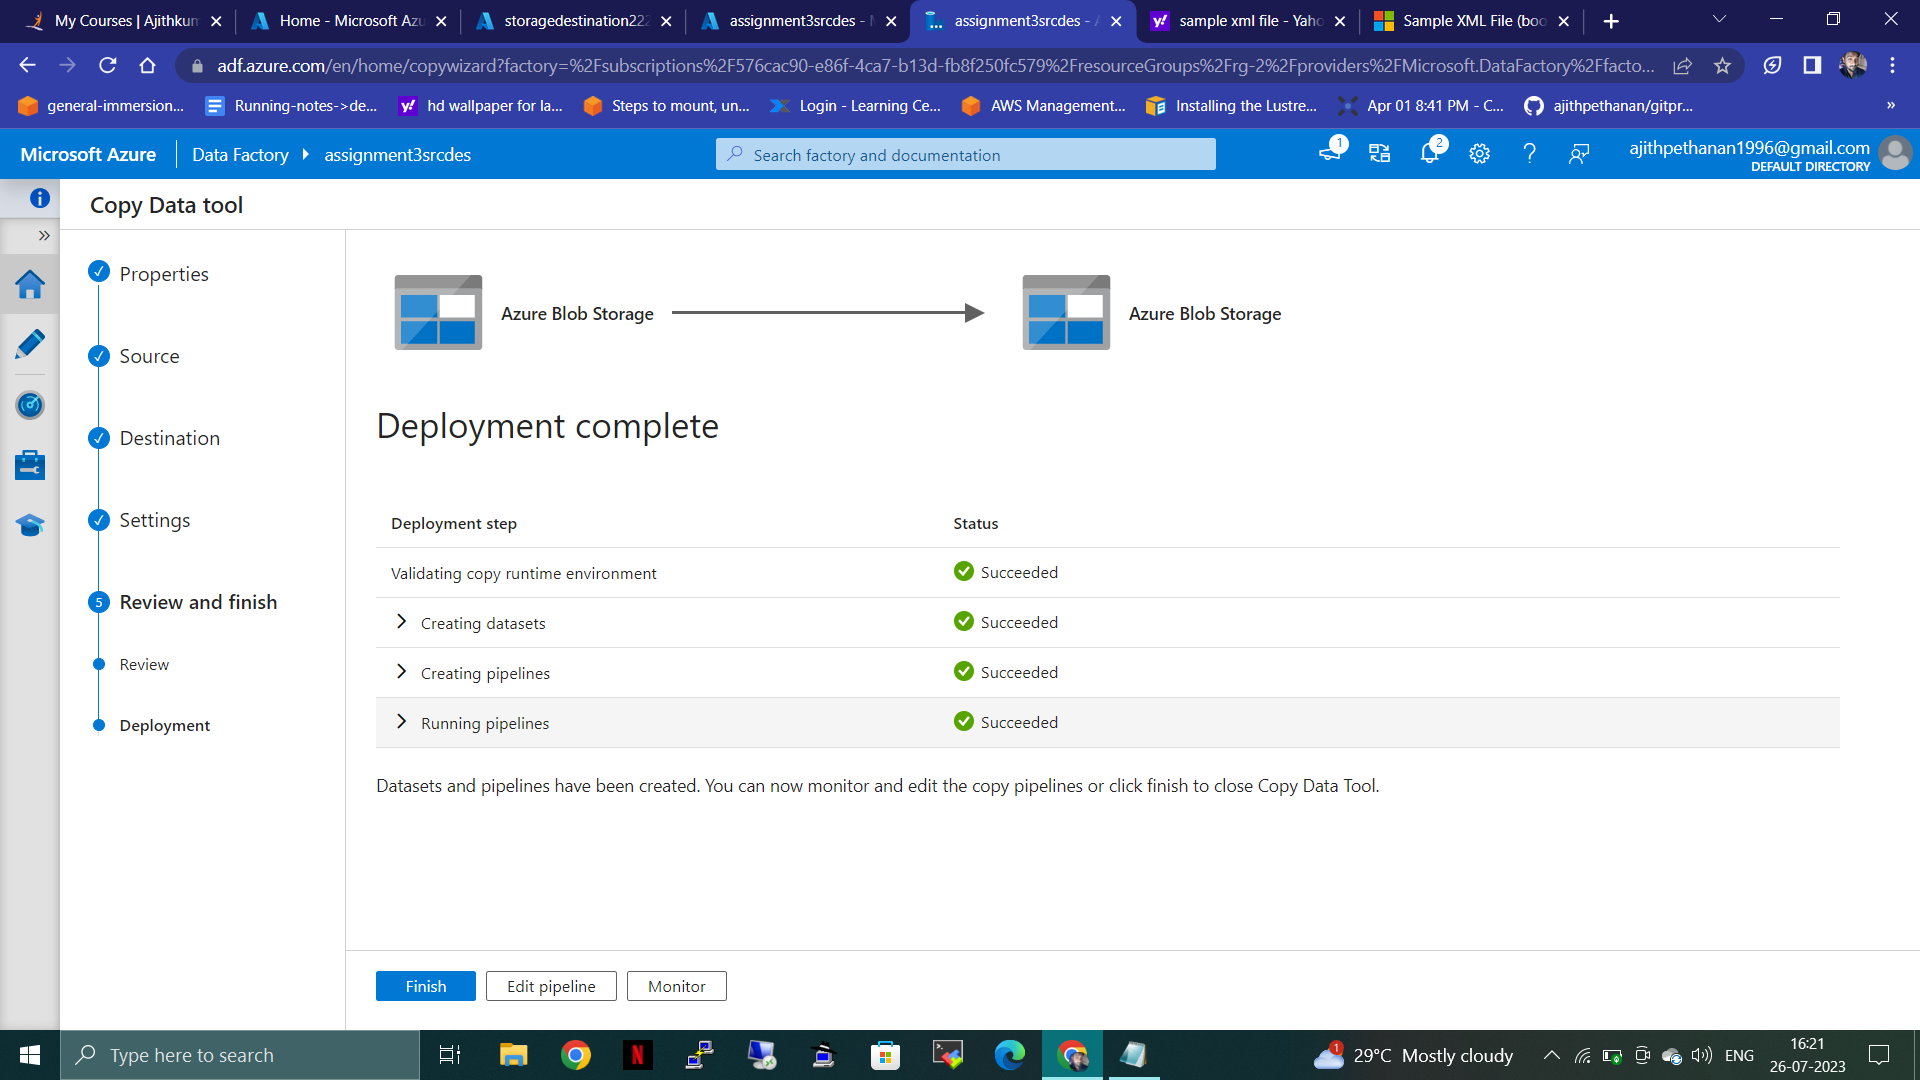 My Courses | Ajithkum
Home - Microsoft Azu
storagedestination222
assignment3srcdes - M
assignment3srcdes - A
sample xml file - Yaho
Sample XML File (boo
adf.azure.com/en/home/copywizard?factory=%2Fsubscriptions%2F576cac90-e86f-4ca7-b13d-fb8f250fc579%2FresourceGroups%2Frg-2%2Fproviders%2FMicrosoft.DataFactory%2Ffacto...
general-immersion...
Running-notes->de...
hd wallpaper for la...
Steps to mount, un...
Login - Learning Ce...
AWS Management...
Installing the Lustre...
Apr 01 8:41 PM - C...
ajithpethanan/gitpr...
»
Microsoft Azure
Data Factory
assignment3srcdes
Search factory and documentation
1
2
ajithpethanan1996@gmail.com
DEFAULT DIRECTORY
Copy Data tool
Properties
Source
Destination
Settings
5
Review and finish
Review
Deployment
Azure Blob Storage
Azure Blob Storage
Deployment complete
Deployment step Status
Validating copy runtime environment Succeeded
Creating datasets Succeeded
Creating pipelines Succeeded
Running pipelines Succeeded
Datasets and pipelines have been created. You can now monitor and edit the copy pipelines or click finish to close Copy Data Tool.
Finish
Edit pipeline
Monitor
Type here to search
1
29°C Mostly cloudy
ENG
16:21
26-07-2023